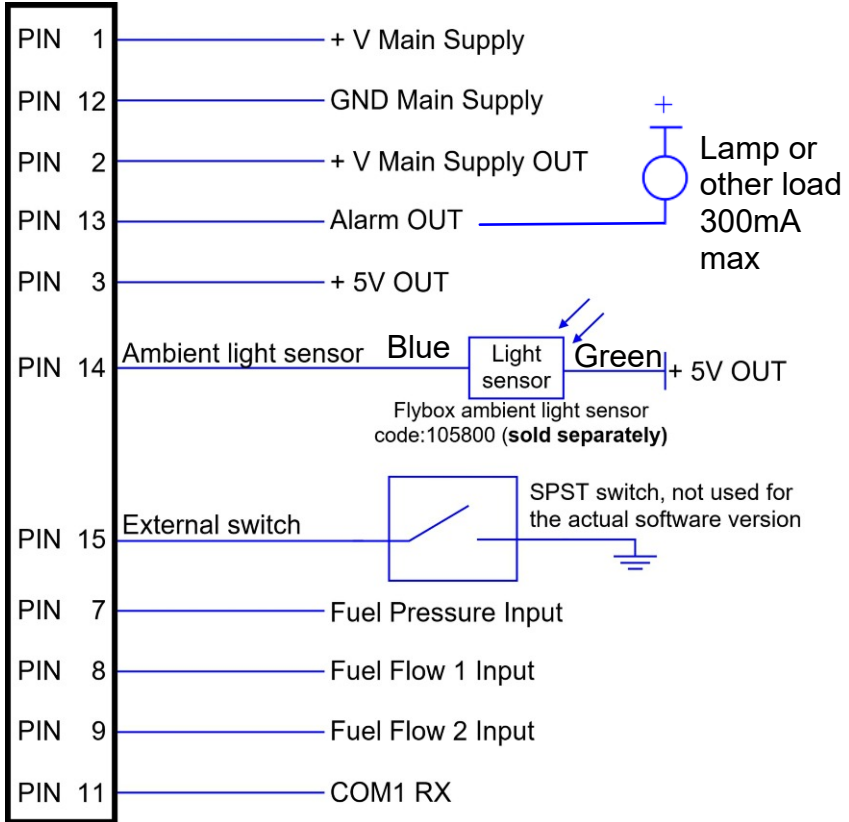 PIN 1 + V Main Supply
PIN 12 GND Main Supply
+
PIN 2 + V Main Supply OUT
Lamp or
other load
300mA
max
PIN 13 Alarm OUT
PIN 3 + 5V OUT
PIN 14 Ambient light sensor Blue Light
sensor Green + 5V OUT
Flybox ambient light sensor
code:105800 (sold separately)
SPST switch, not used for
the actual software version
PIN 15 External switch
PIN 7 Fuel Pressure Input
PIN 8 Fuel Flow 1 Input
PIN 9 Fuel Flow 2 Input
PIN 11 COM1 RX